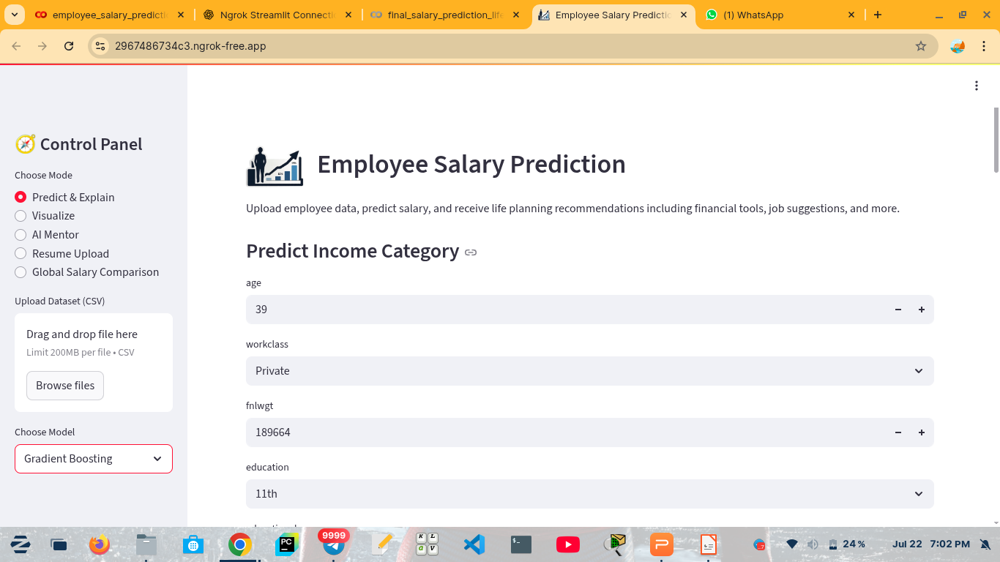 employee_salary_predicti
Ngrok Streamlit Connecti
final_salary_prediction_life
Employee Salary Predictio
(1) WhatsApp
2967486734c3.ngrok-free.app
Control Panel
Choose Mode
Predict & Explain
Visualize
AI Mentor
Resume Upload
Global Salary Comparison
Upload Dataset (CSV)
Drag and drop file here
Limit 200MB per file • CSV
Browse files
Choose Model
Gradient Boosting
Employee Salary Prediction
Upload employee data, predict salary, and receive life planning recommendations including financial tools, job suggestions, and more.
Predict Income Category
age
39
workclass
Private
fnlwgt
189664
education
11th
PC
9999
K L
a V
24 %
Jul 22 7:02 PM